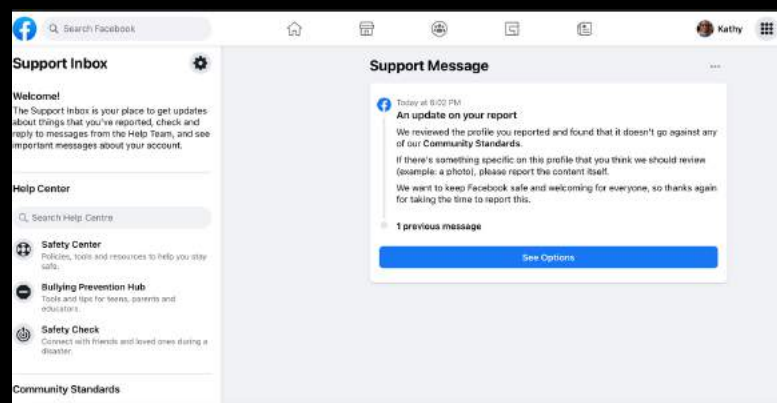 Search Facebook
Kathy
Support Inbox
Welcome!
The Support Inbox is your place to get updates
about things that you've reported, check and
reply to messages from the Help Team, and see
important messages about your account.
Help Center
Search Help Centre
Safety Center
Policies, tools and resources to help you stay
safe.
Bullying Prevention Hub
Tools and tips for teens, parents and
educators.
Safety Check
Connect with friends and loved ones during a
disaster.
Community Standards
Support Message
Today at 6:02 PM
An update on your report
We reviewed the profile you reported and found that it doesn't go against any
of our Community Standards.
If there's something specific on this profile that you think we should review
(example: a photo), please report the content itself.
We want to keep Facebook safe and welcoming for everyone, so thanks again
for taking the time to report this.
1 previous message
See Options